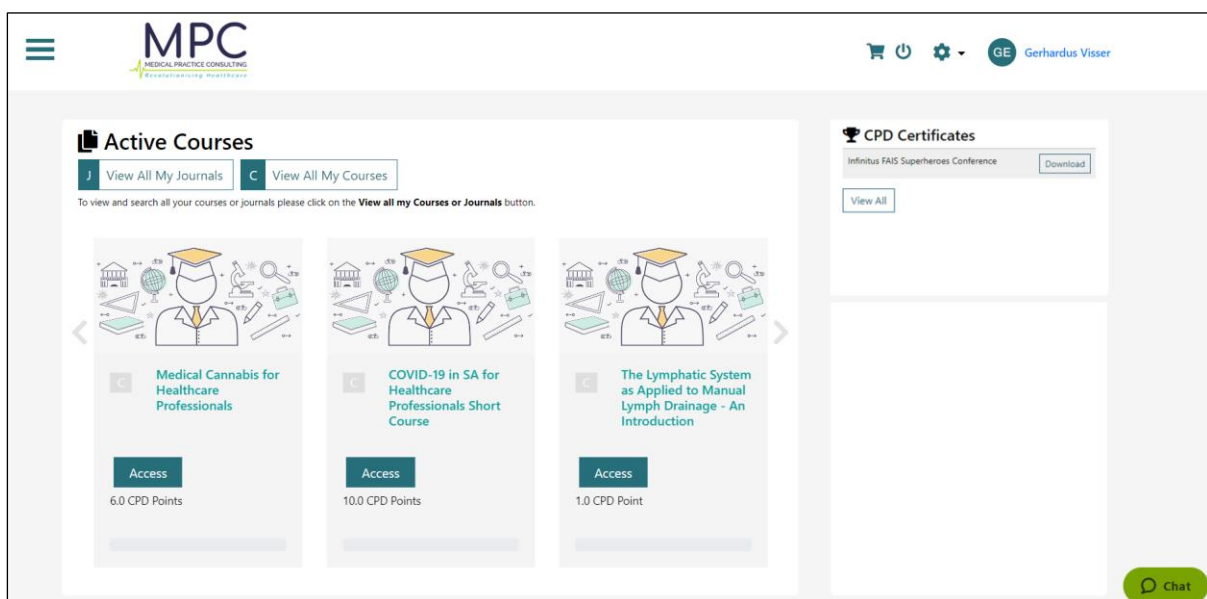 MPC
MEDICAL PRACTICE CONSULTING
Revolutionising Healthcare
GE
Gerhardus Visser
Active Courses
J View All My Journals
C View All My Courses
To view and search all your courses or journals please click on the View all my Courses or Journals button.
C
Medical Cannabis for
Healthcare
Professionals
Access
6.0 CPD Points
C
COVID-19 in SA for
Healthcare
Professionals Short
Course
Access
10.0 CPD Points
C
The Lymphatic System
as Applied to Manual
Lymph Drainage - An
Introduction
Access
1.0 CPD Point
CPD Certificates
Infinitus FAIS Superheroes Conference
Download
View All
Chat